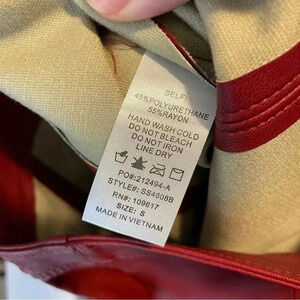 SELF:
45%POLYURETHANE
55%RAYON
HAND WASH COLD
DO NOT BLEACH
DO NOT IRON
LINE DRY
PO#:212494-A
STYLE#: SS4608B
RN#: 109617
SIZE: S
MADE IN VIETNAM